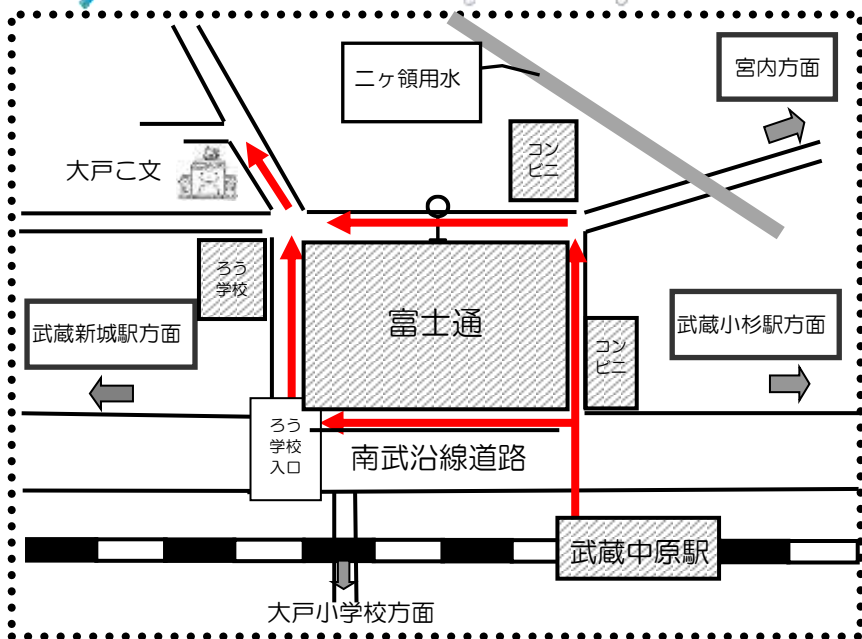 二ヶ領用水
宮内方面
コン
ビニ
大戸こ文
ろう
学校
富士通
武蔵新城駅方面
コン
ビニ
武蔵小杉駅方面
ろう
学校
入口
南武沿線道路
武蔵中原駅
大戸小学校方面